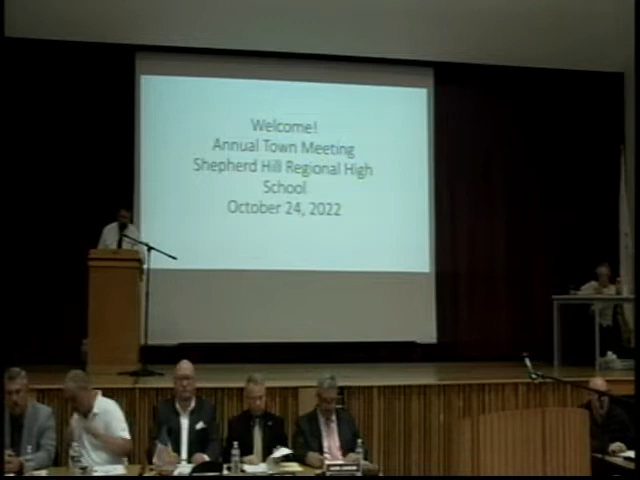 Welcome!
Annual Town Meeting
Shepherd Hill Regional High
School
October 24, 2022